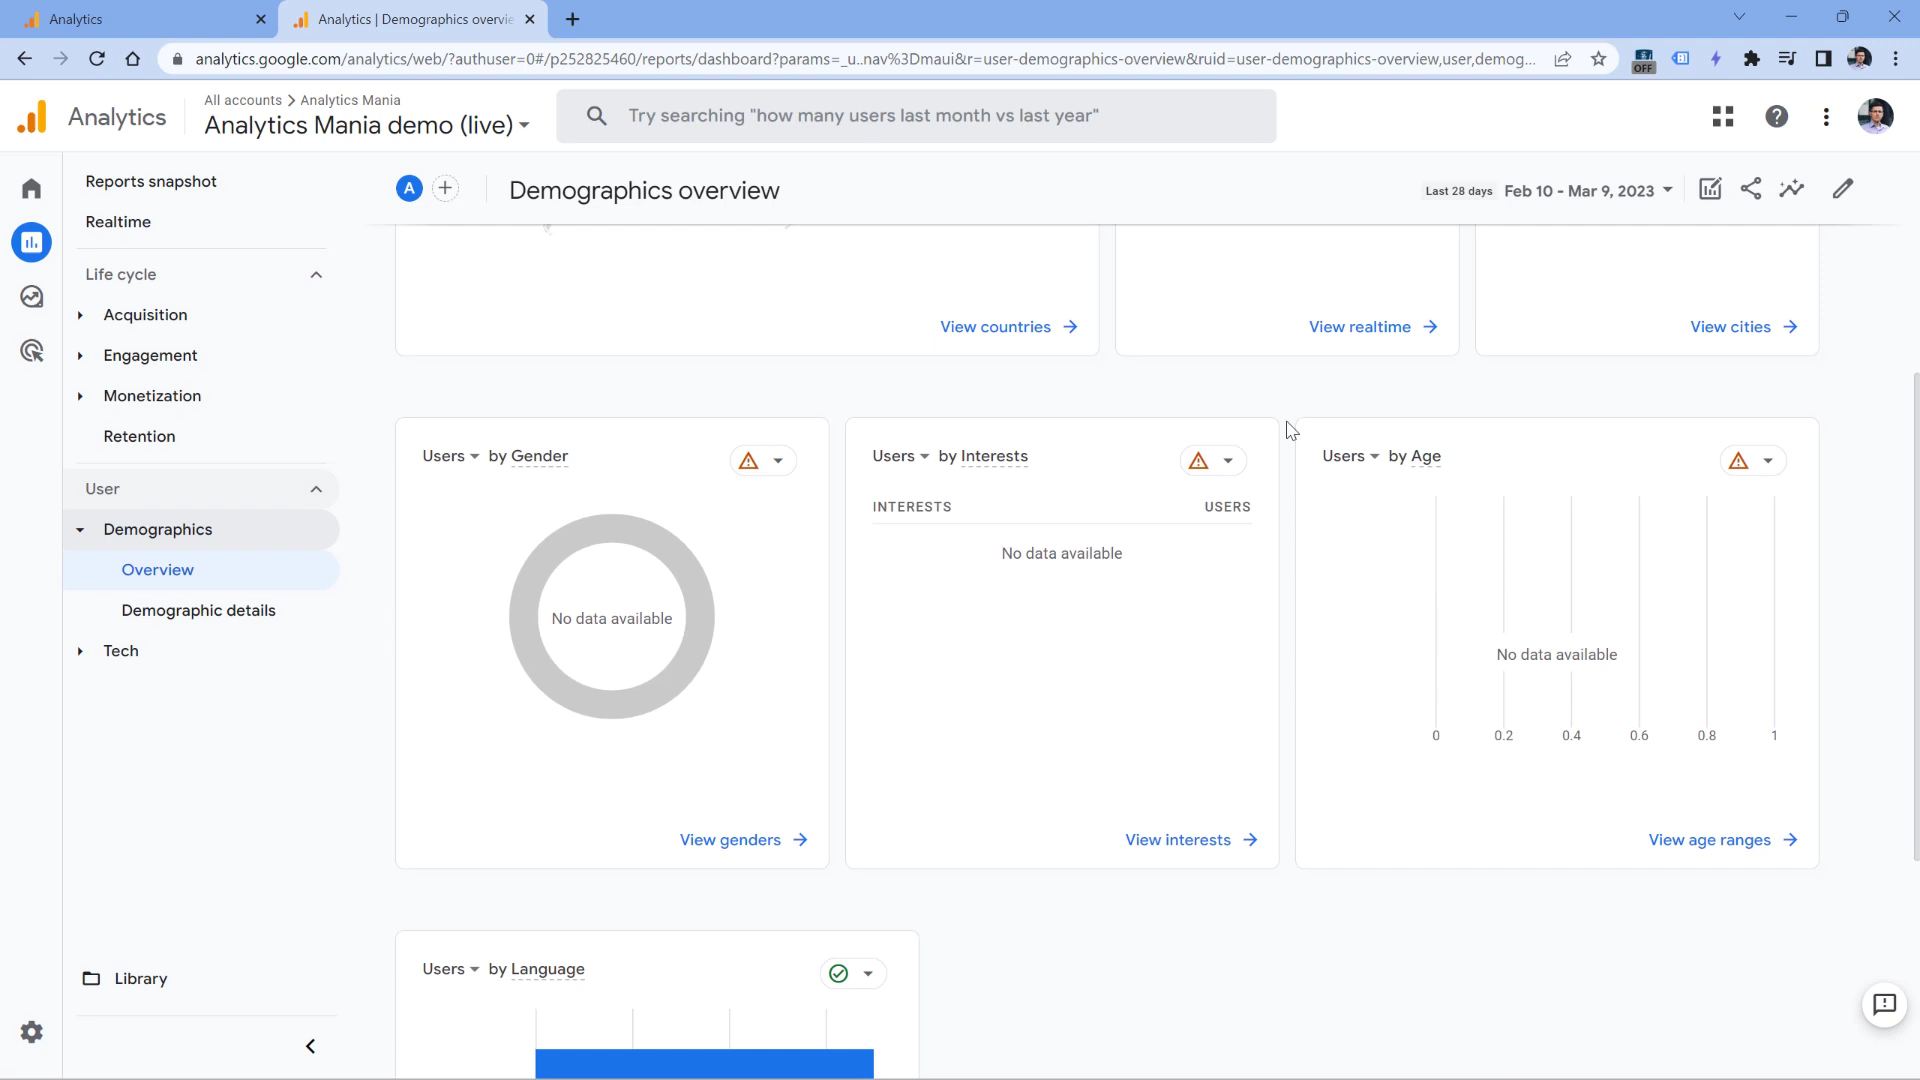 Analytics
Analytics | Demographics overvie
analytics.google.com/analytics/web/?authuser=0#/p252825460/reports/dashboard?params=_u..nav%3Dmaui&r=user-demographics-overview&ruid=user-demographics-overview,user,demog...
OFF
Analytics
All accounts > Analytics Mania
Analytics Mania demo (live)
Try searching "how many users last month vs last year"
Reports snapshot
Realtime
Life cycle
Acquisition
Engagement
Monetization
Retention
User
Demographics
Overview
Demographic details
Tech
Library
A
Demographics overview
Last 28 days Feb 10 - Mar 9, 2023
View countries
View realtime
View cities
Users by Gender
No data available
View genders
Users by Interests
INTERESTS USERS
No data available
View interests
Users by Age
No data available
0 0.2 0.4 0.6 0.8 1
View age ranges
Users by Language